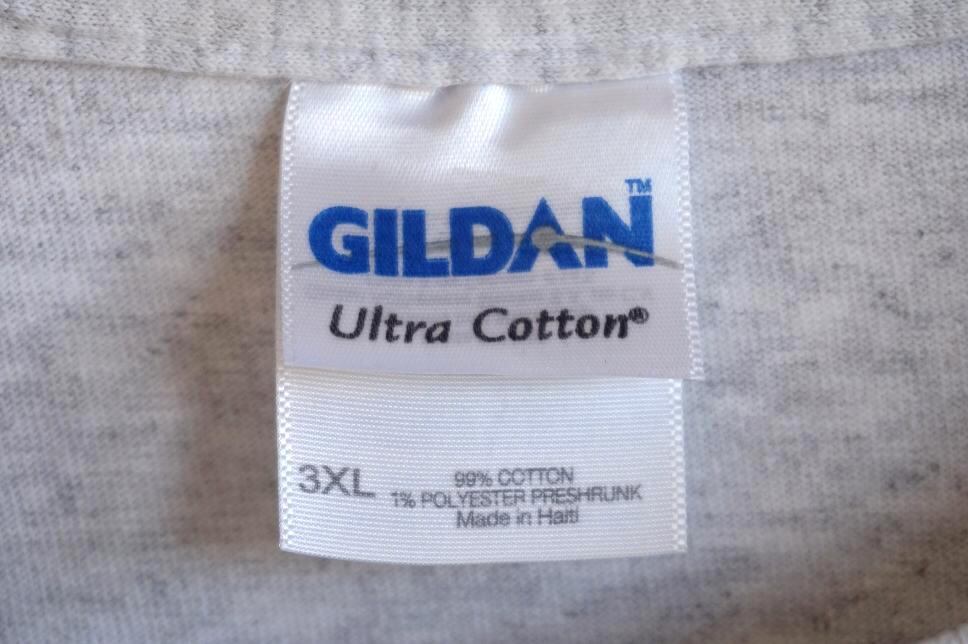 GILDAN™
Ultra Cotton®
3XL
99% COTTON
1% POLYESTER PRESHRUNK
Made in Haiti